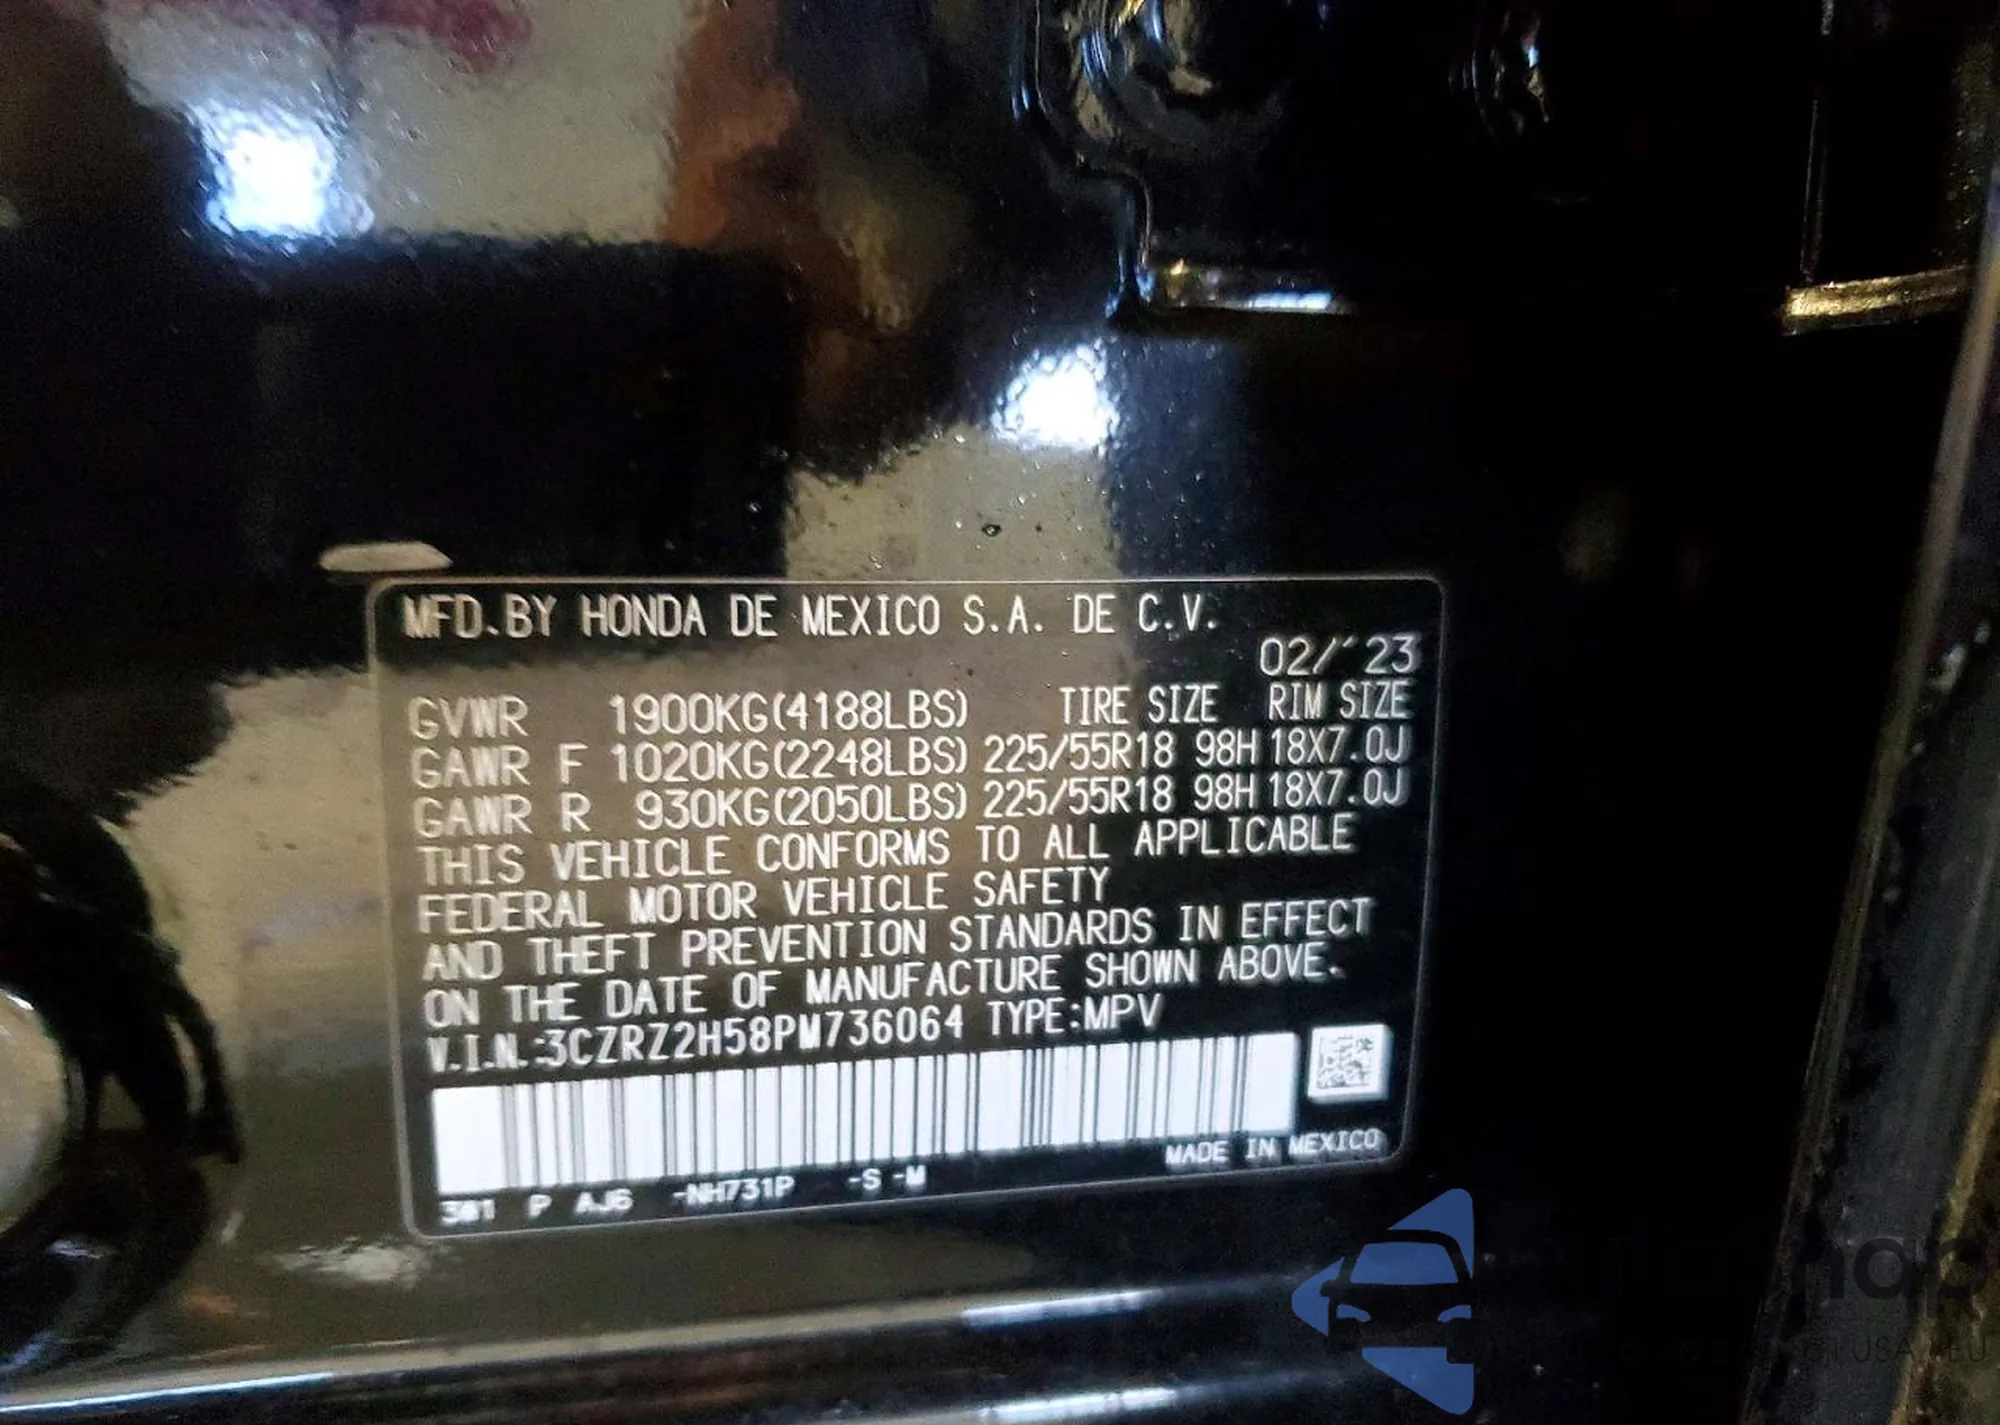 MFD.BY HONDA DE MEXICO S.A. DE C.V.
02/ 23
GVWR 1900KG(4188LBS) TIRE SIZE RIM SIZE
GAWR F 1020KG(2248LBS) 225/55R18 98H 18X7.0J
GAWR R 930KG(2050LBS) 225/55R18 98H 18X7.0J
THIS VEHICLE CONFORMS TO ALL APPLICABLE
FEDERAL MOTOR VEHICLE SAFETY
AND THEFT PREVENTION STANDARDS IN EFFECT
ON THE DATE OF MANUFACTURE SHOWN ABOVE.
V.I.N.:3CZRZ2H58PM736064 TYPE:MPV
MADE IN MEXICO
P AJ6 -NH731P -S -M
USA EU